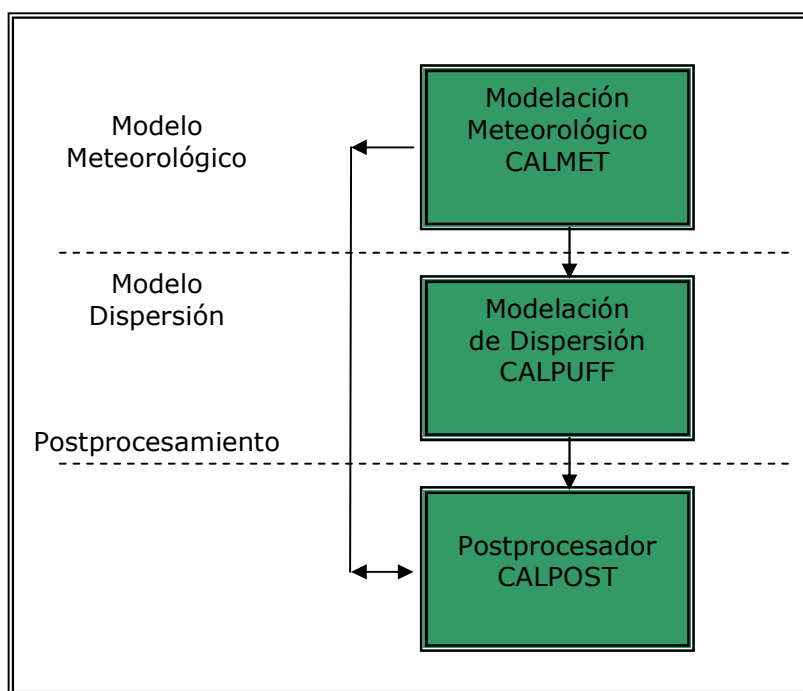 Modelo
Meteorológico
Modelación
Meteorológico
CALMET
Modelo
Dispersión
Modelación
de Dispersión
CALPUFF
Postprocesamiento
Postprocesador
CALPOST